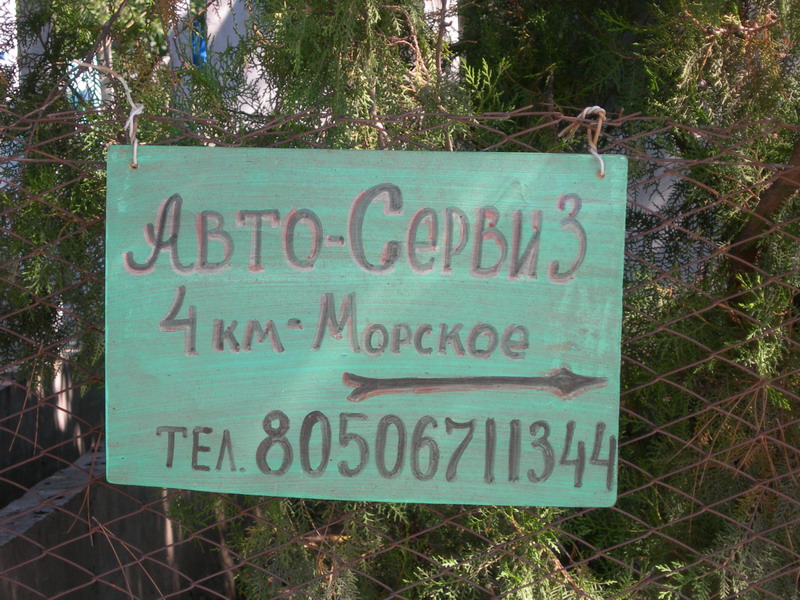 Авто-Сервиз
4 км-Морское
тел. 80506711344